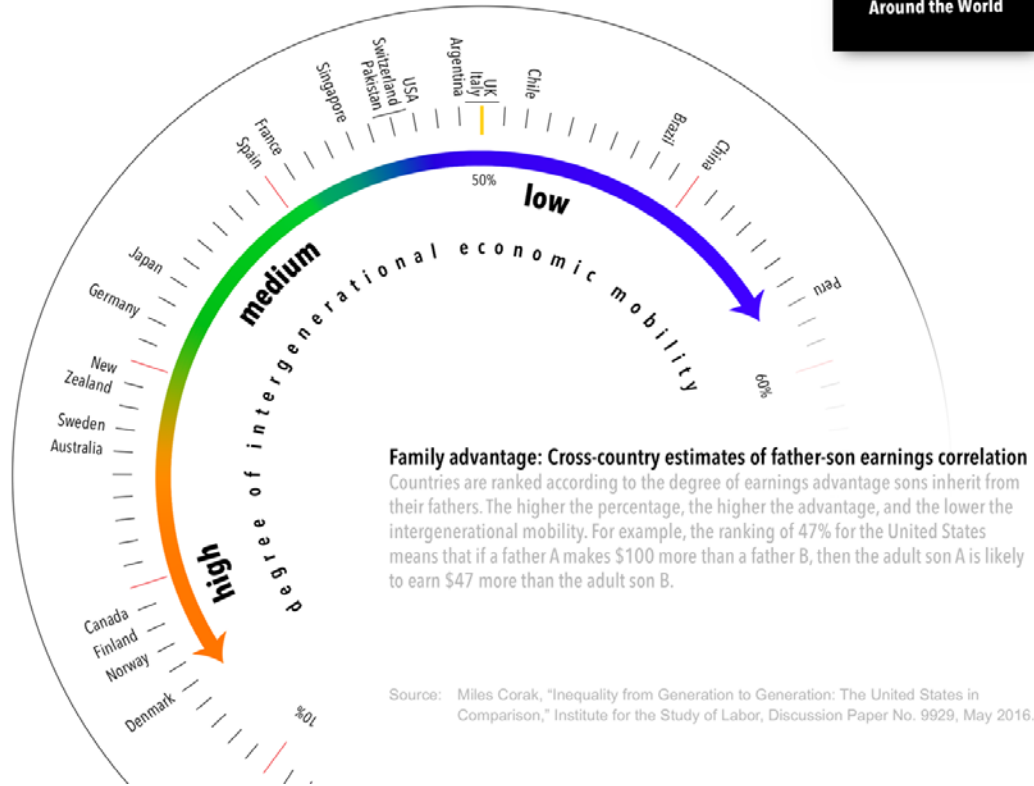 Around the World
Argentina
UK
Italy
Chile
Switzerland
Pakistan
USA
Singapore
Brazil
China
France
Spain
Japan
Germany
New
Zealand
Sweden
Australia
Canada
Finland
Norway
Denmark
Peru
50%
60%
10%
low
medium
high
degree of intergenerational economic mobility
Family advantage: Cross-country estimates of father-son earnings correlation
Countries are ranked according to the degree of earnings advantage sons inherit from
their fathers. The higher the percentage, the higher the advantage, and the lower the
intergenerational mobility. For example, the ranking of 47% for the United States
means that if a father A makes $100 more than a father B, then the adult son A is likely
to earn $47 more than the adult son B.
Source: Miles Corak, “Inequality from Generation to Generation: The United States in
Comparison,” Institute for the Study of Labor, Discussion Paper No. 9929, May 2016.